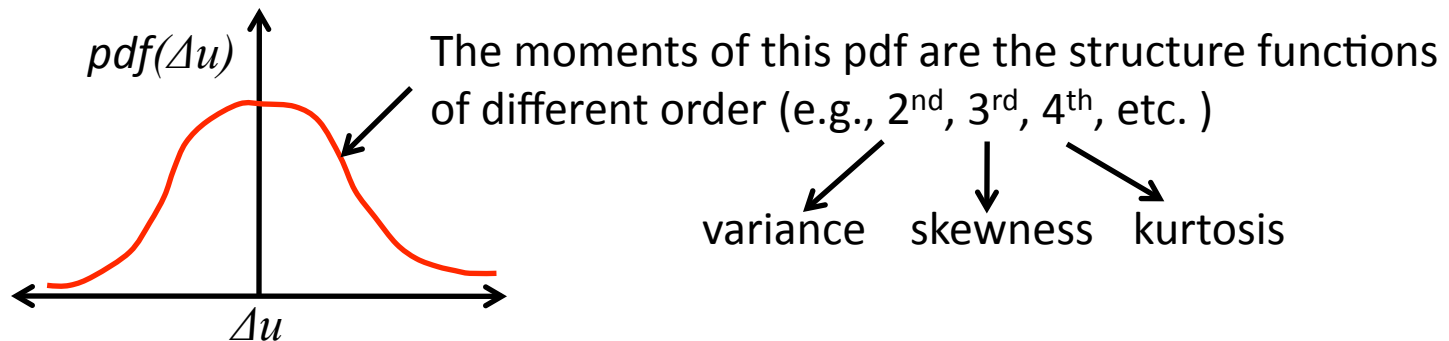 pdf(Δu)
The moments of this pdf are the structure functions
of different order (e.g., 2nd, 3rd, 4th, etc. )
variance skewness kurtosis
Δu